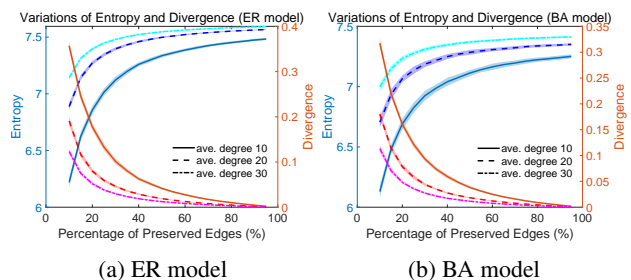 Variations of Entropy and Divergence (ER model)
7.5
7
6.5
6
Entropy
0.4
0.3
0.2
0.1
0
Divergence
ave. degree 10
ave. degree 20
ave. degree 30
0 20 40 60 80 100
Percentage of Preserved Edges (%)
(a) ER model
Variations of Entropy and Divergence (BA model)
7.5
7
6.5
6
Entropy
0.35
0.3
0.25
0.2
0.15
0.1
0.05
0
Divergence
ave. degree 10
ave. degree 20
ave. degree 30
0 20 40 60 80 100
Percentage of Preserved Edges (%)
(b) BA model